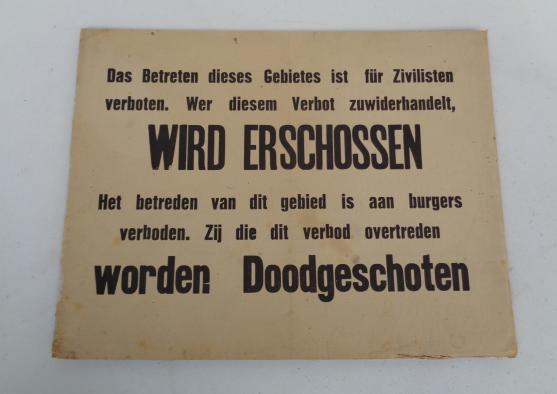 Das Betreten dieses Gebietes ist für Zivilisten
verboten. Wer diesem Verbot zuwiderhandelt,
WIRD ERSCHOSSEN
Het betreden van dit gebied is aan burgers
verboden. Zij die dit verbod overtreden
worden Doodgeschoten